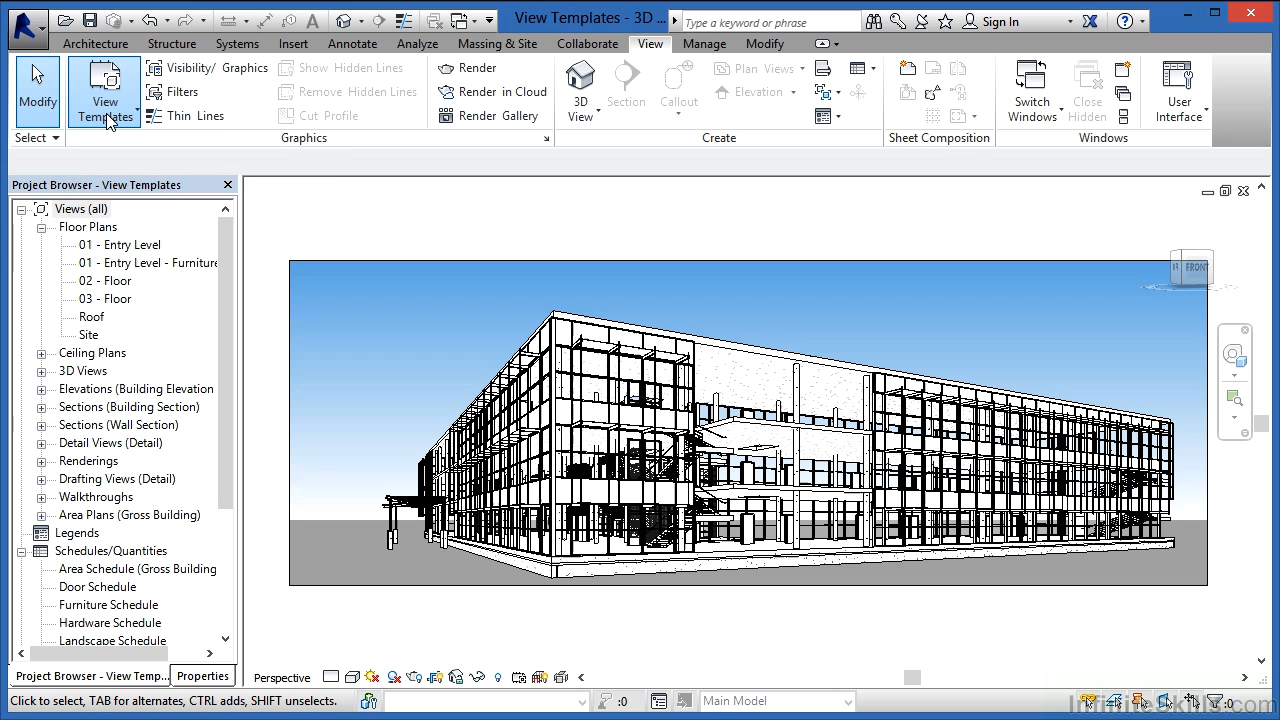 View Templates - 3D ...
Type a keyword or phrase
Sign In
Architecture Structure Systems Insert Annotate Analyze Massing & Site Collaborate View Manage Modify
Modify
View Templates
Visibility/ Graphics
Filters
Thin Lines
Show Hidden Lines
Remove Hidden Lines
Cut Profile
Render
Render in Cloud
Render Gallery
3D View
Section
Callout
Plan Views
Elevation
Switch Windows
Close Hidden
User Interface
Select
Graphics
Create
Sheet Composition
Windows
Project Browser - View Templates
Views (all)
Floor Plans
01 - Entry Level
01 - Entry Level - Furniture
02 - Floor
03 - Floor
Roof
Site
Ceiling Plans
3D Views
Elevations (Building Elevation
Sections (Building Section)
Sections (Wall Section)
Detail Views (Detail)
Renderings
Drafting Views (Detail)
Walkthroughs
Area Plans (Gross Building)
Legends
Schedules/Quantities
Area Schedule (Gross Building
Door Schedule
Furniture Schedule
Hardware Schedule
Landscape Schedule
Project Browser - View Temp...
Properties
FRONT
Perspective
Click to select, TAB for alternates, CTRL adds, SHIFT unselects.
:0
Main Model
:0
InfiniteSkills.com